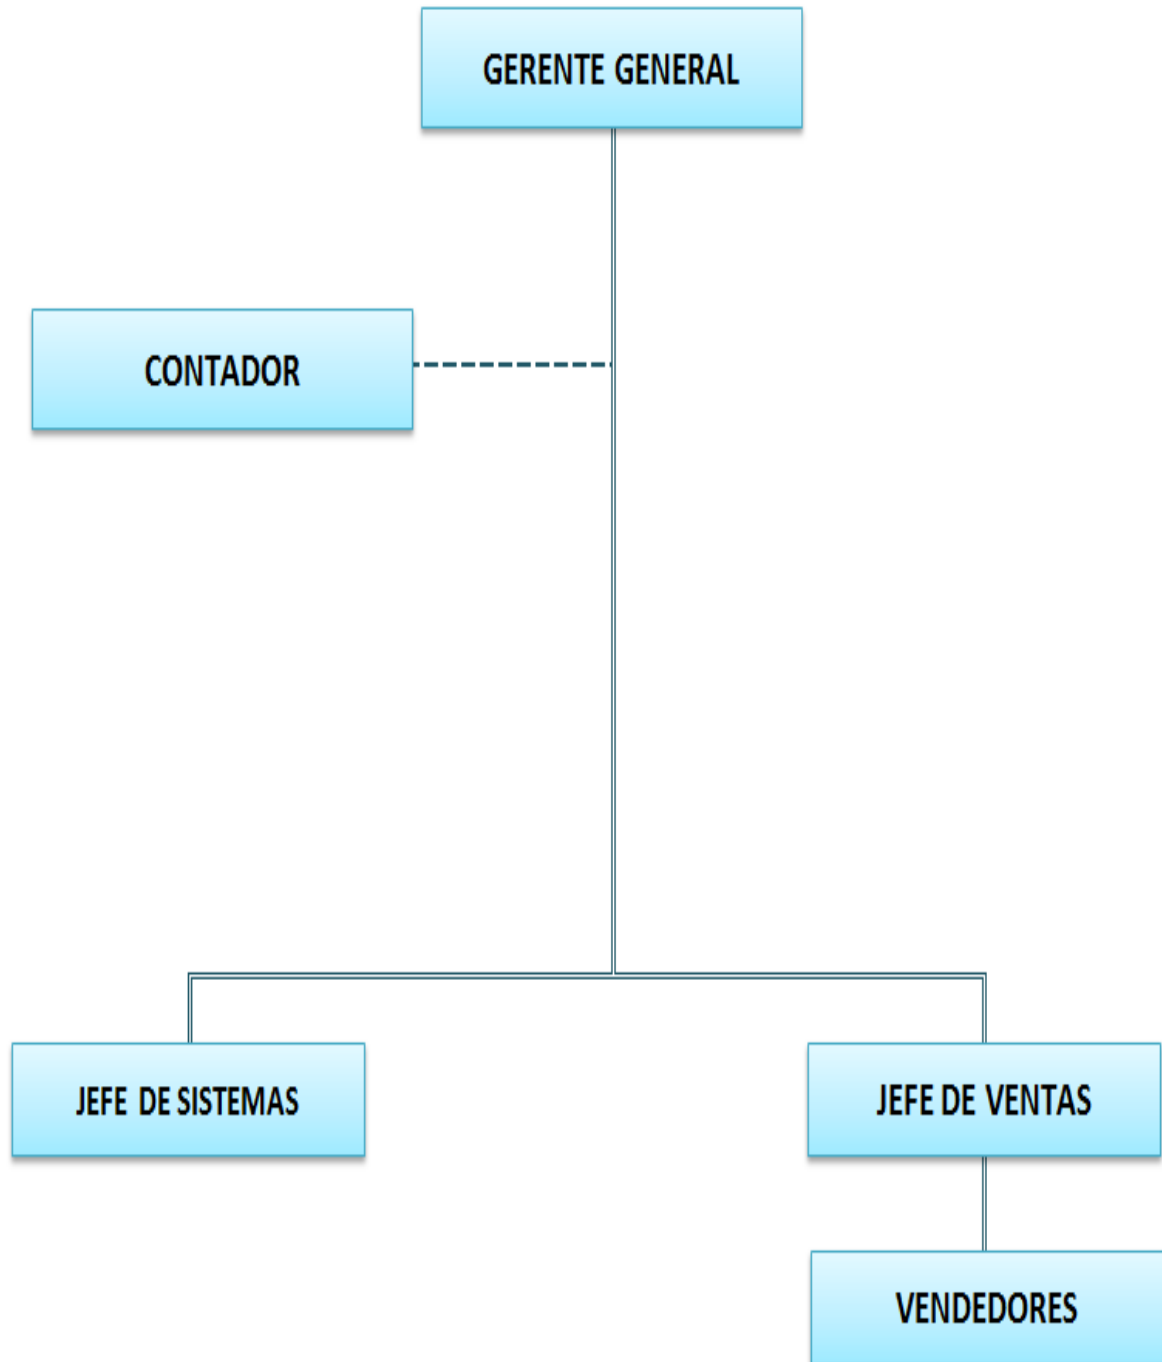 GERENTE GENERAL
CONTADOR
JEFE DE SISTEMAS
JEFE DE VENTAS
VENDEDORES